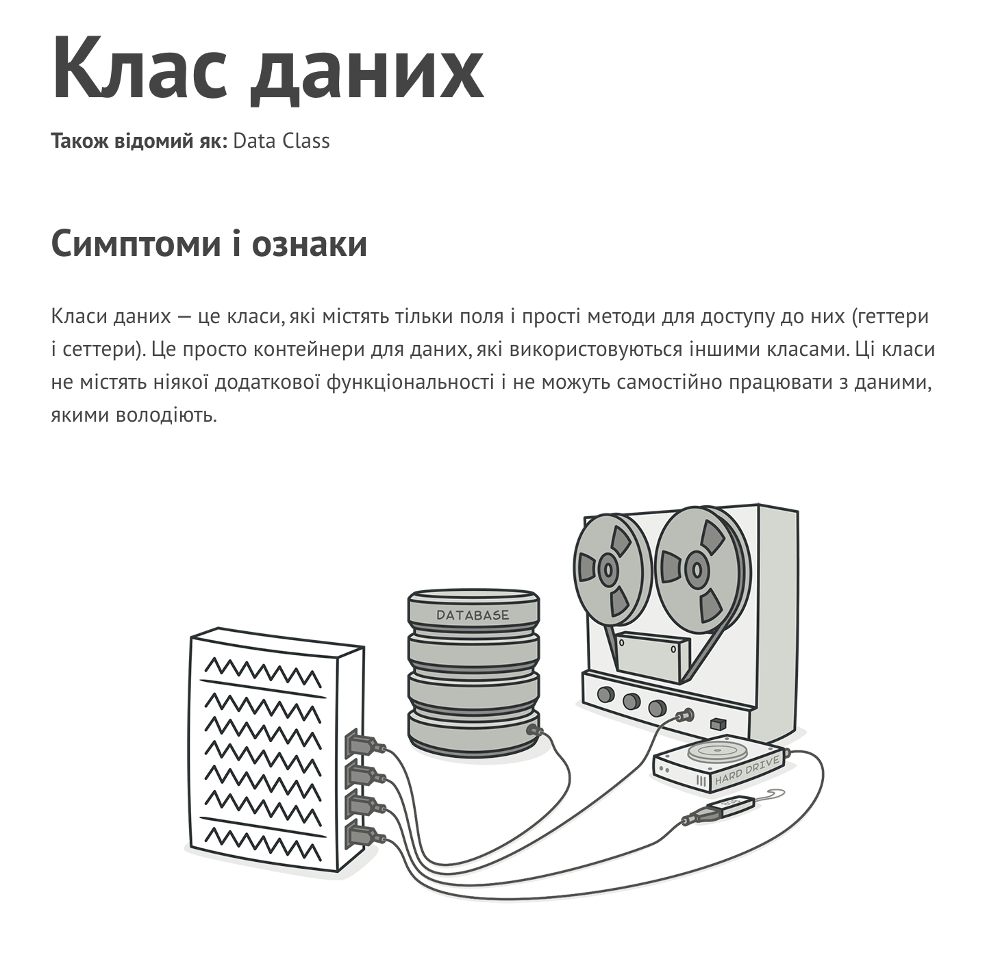 Клас даних
Також відомий як: Data Class
Симптоми і ознаки
Класи даних — це класи, які містять тільки поля і прості методи для доступу до них (геттери
і сеттери). Це просто контейнери для даних, які використовуються іншими класами. Ці класи
не містять ніякої додаткової функціональності і не можуть самостійно працювати з даними,
якими володіють.
DATABASE
HARD DRIVE